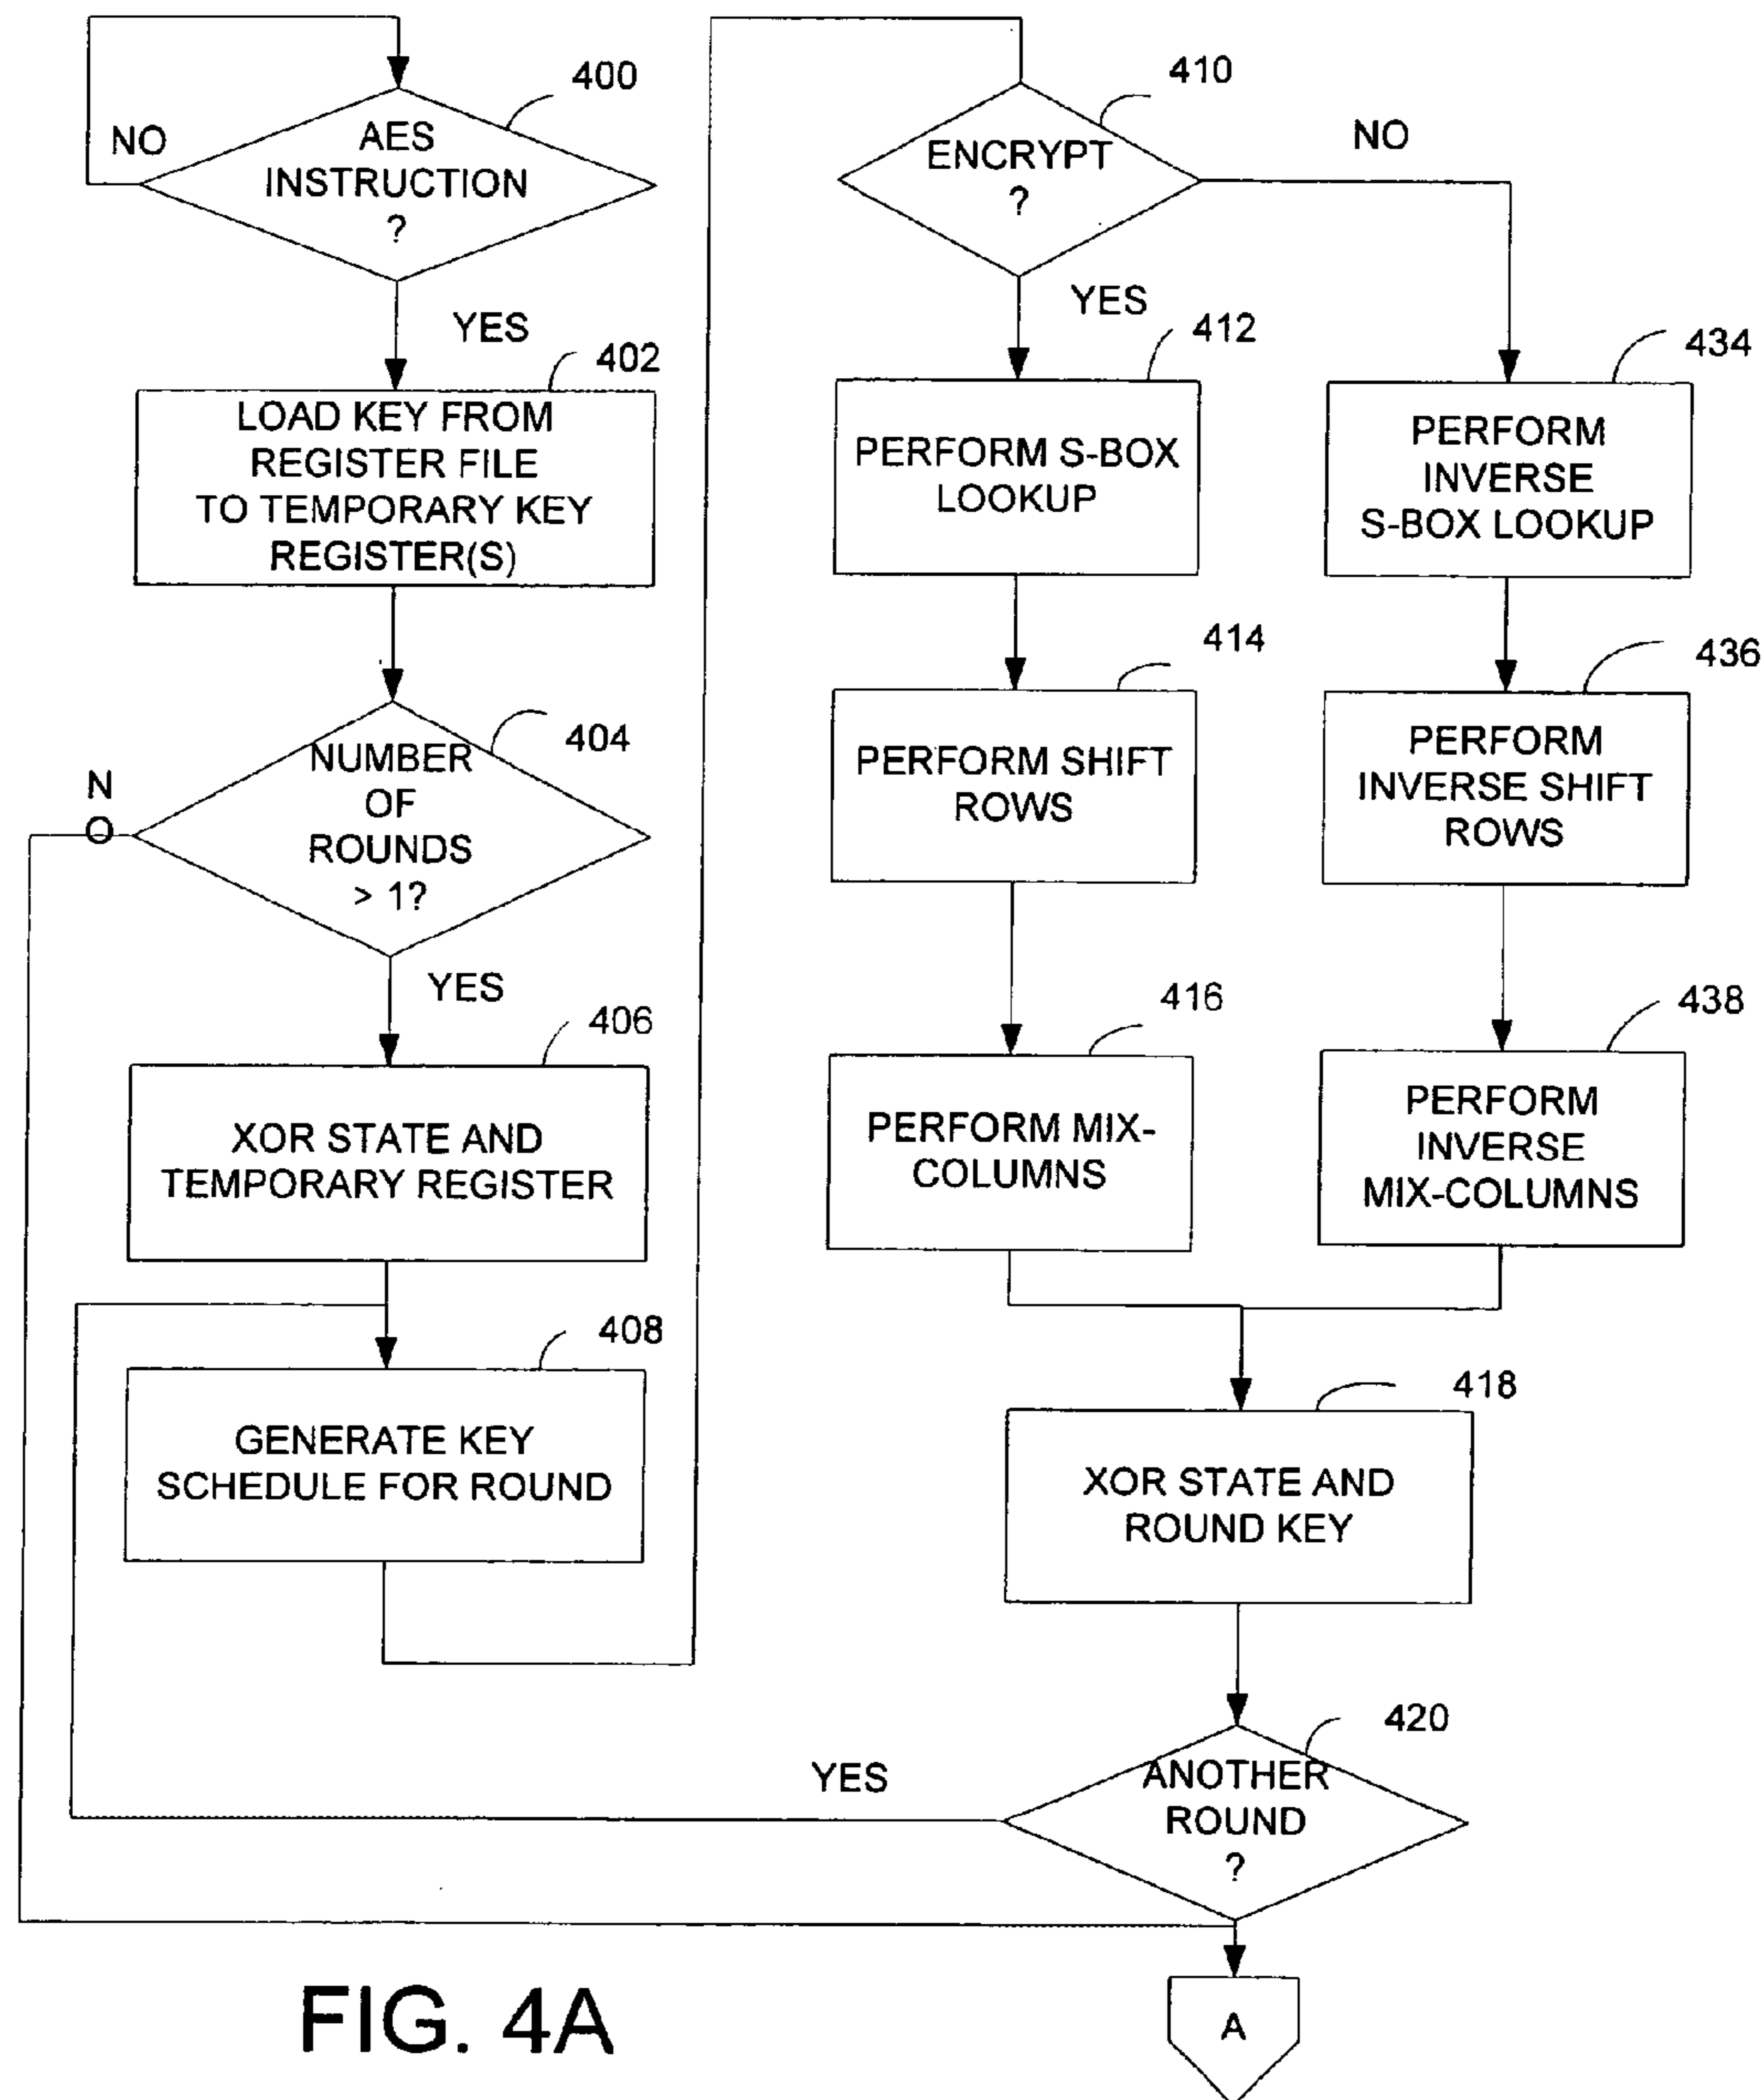 400
NO
AES
INSTRUCTION
?
YES
402
LOAD KEY FROM
REGISTER FILE
TO TEMPORARY KEY
REGISTER(S)
404
N
O
NUMBER
OF
ROUNDS
> 1?
YES
406
XOR STATE AND
TEMPORARY REGISTER
408
GENERATE KEY
SCHEDULE FOR ROUND
410
ENCRYPT
?
NO
YES
412
PERFORM S-BOX
LOOKUP
414
PERFORM SHIFT
ROWS
416
PERFORM MIX-
COLUMNS
434
PERFORM
INVERSE
S-BOX LOOKUP
436
PERFORM
INVERSE SHIFT
ROWS
438
PERFORM
INVERSE
MIX-COLUMNS
418
XOR STATE AND
ROUND KEY
420
YES
ANOTHER
ROUND
?
A
FIG. 4A